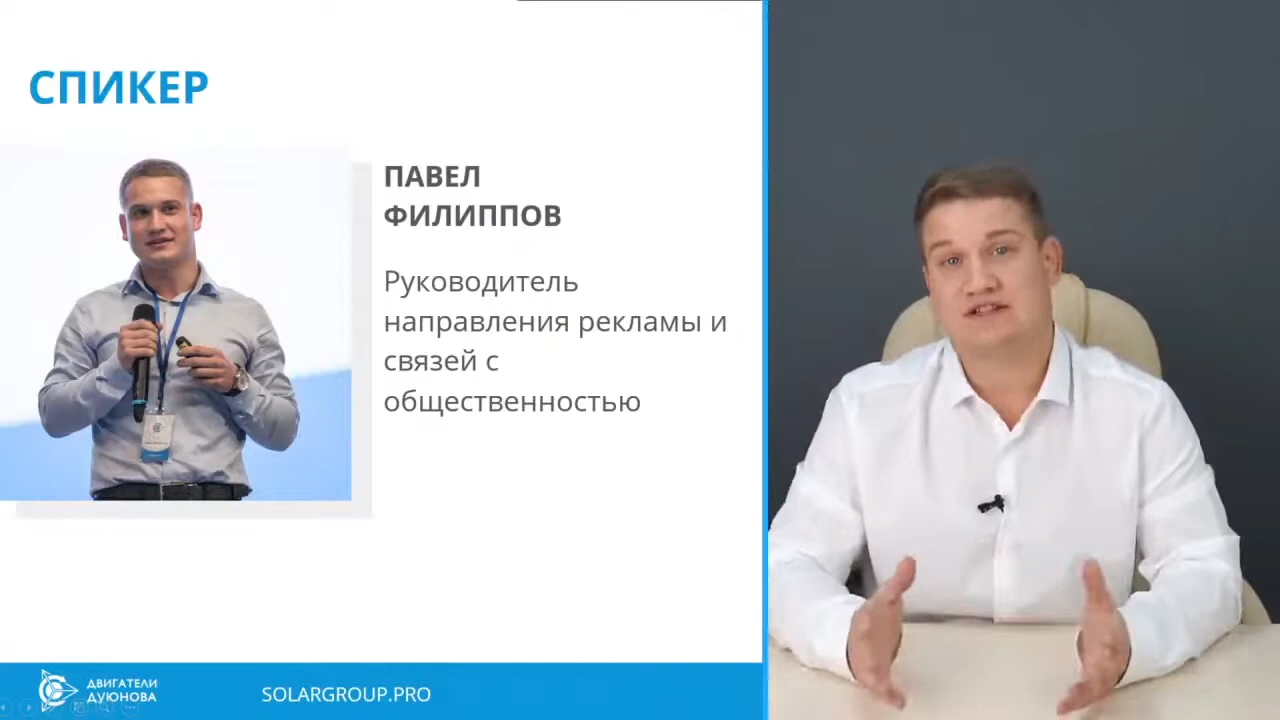 СПИКЕР
ПАВЕЛ
ФИЛИППОВ
Руководитель
направления рекламы и
связей с
общественностью
ДВИГАТЕЛИ
ДУЮНОВА
SOLARGROUP.PRO